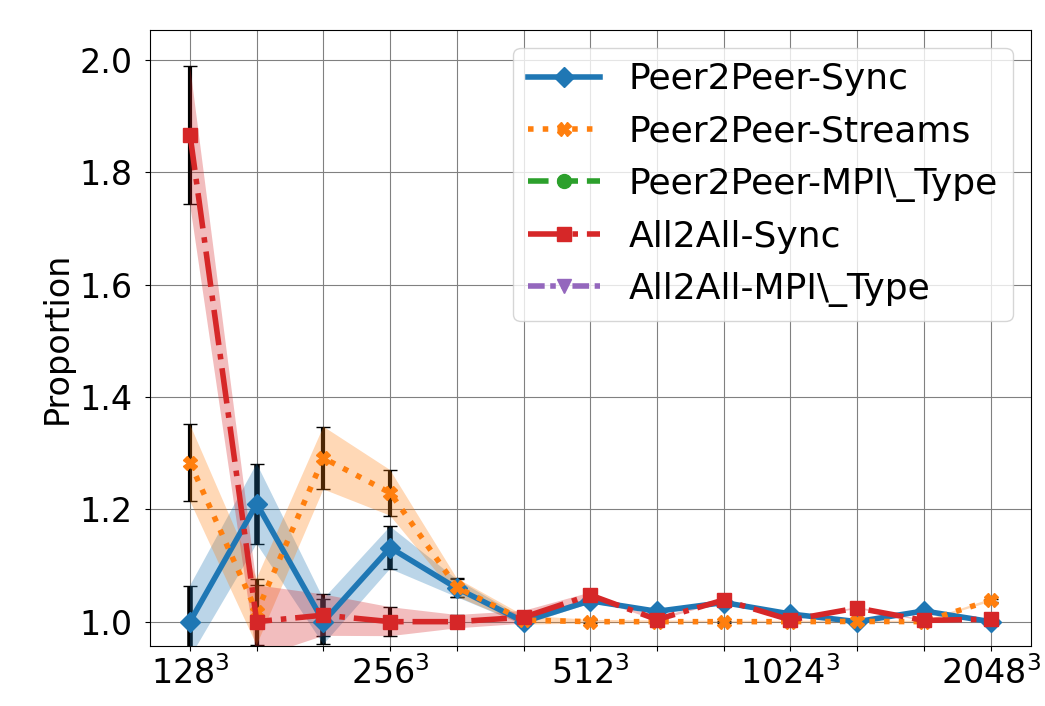 Proportion
2.0
1.8
1.6
1.4
1.2
1.0
Peer2Peer-Sync
Peer2Peer-Streams
Peer2Peer-MPI\_Type
All2All-Sync
All2All-MPI\_Type
128³ 256³ 512³ 1024³ 2048³